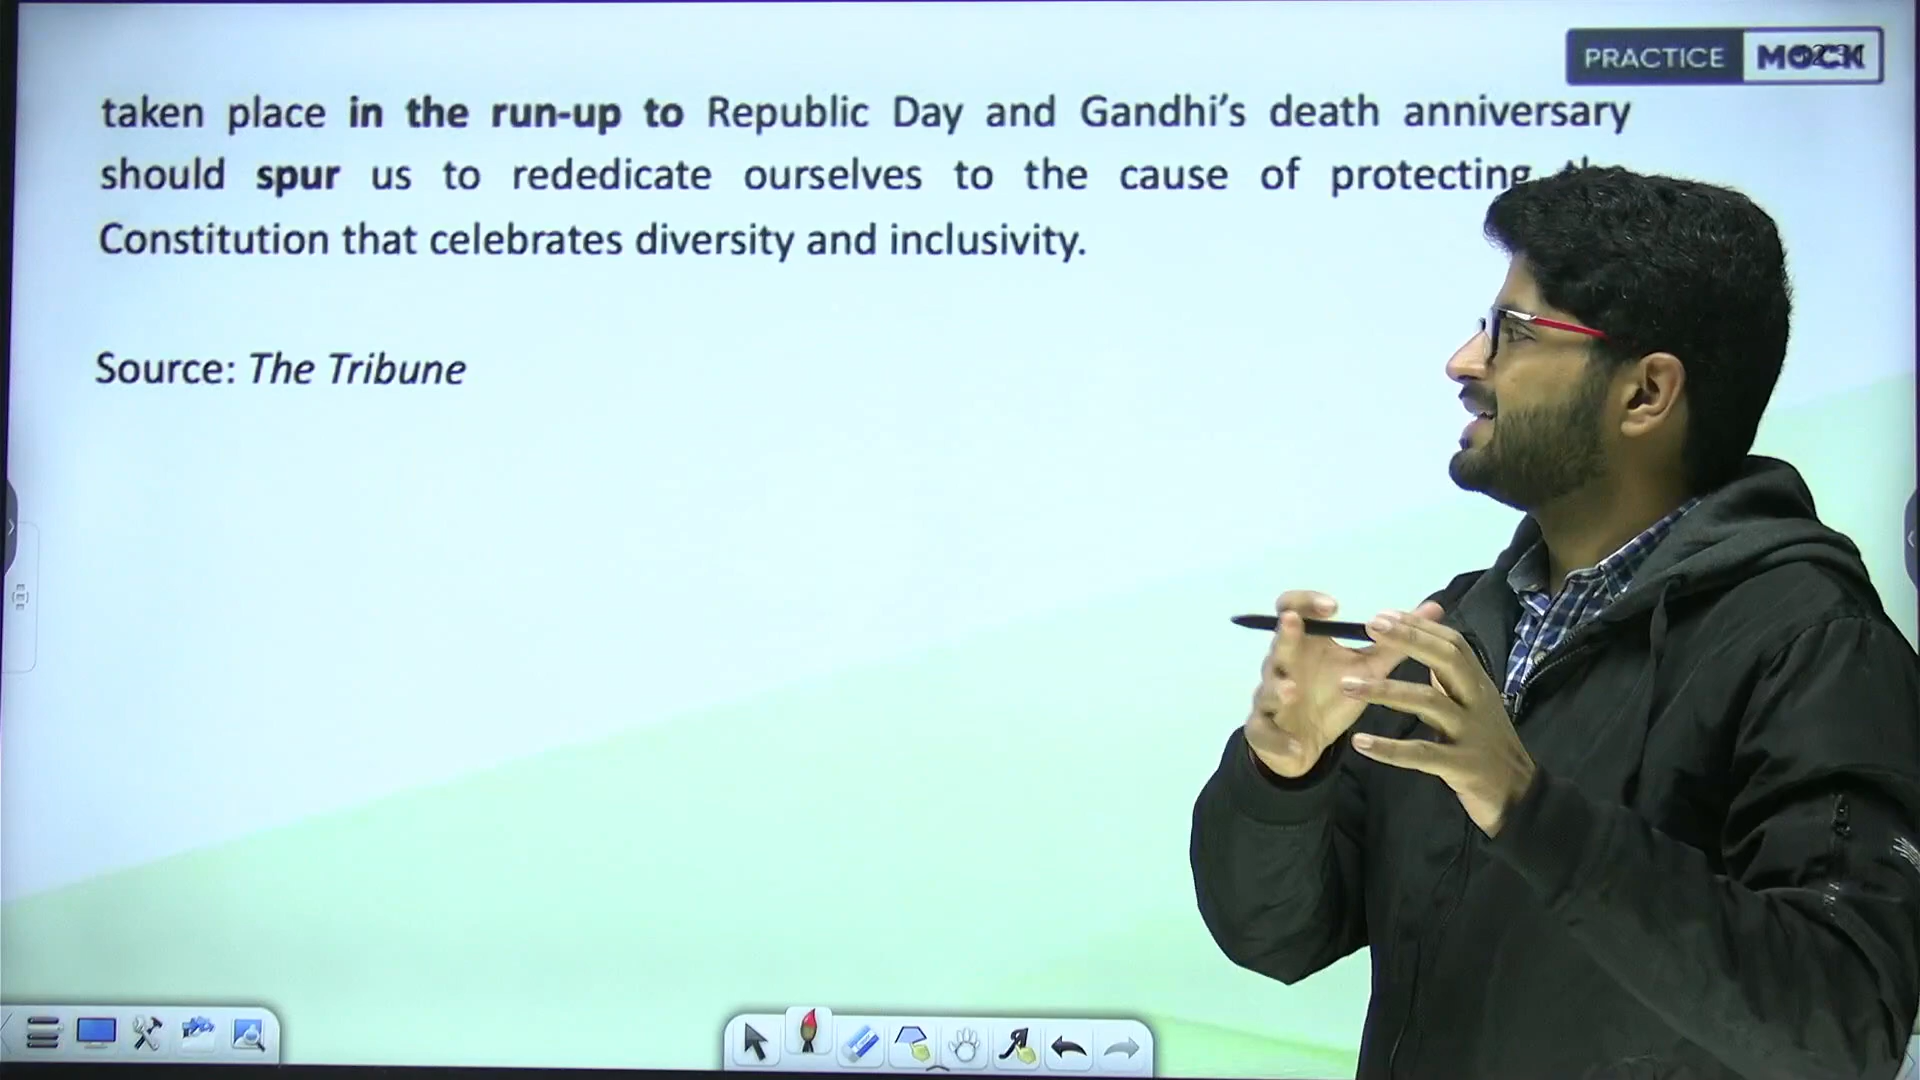 PRACTICE MOCK
taken place in the run-up to Republic Day and Gandhi's death anniversary
should spur us to rededicate ourselves to the cause of protecting the
Constitution that celebrates diversity and inclusivity.
Source: The Tribune